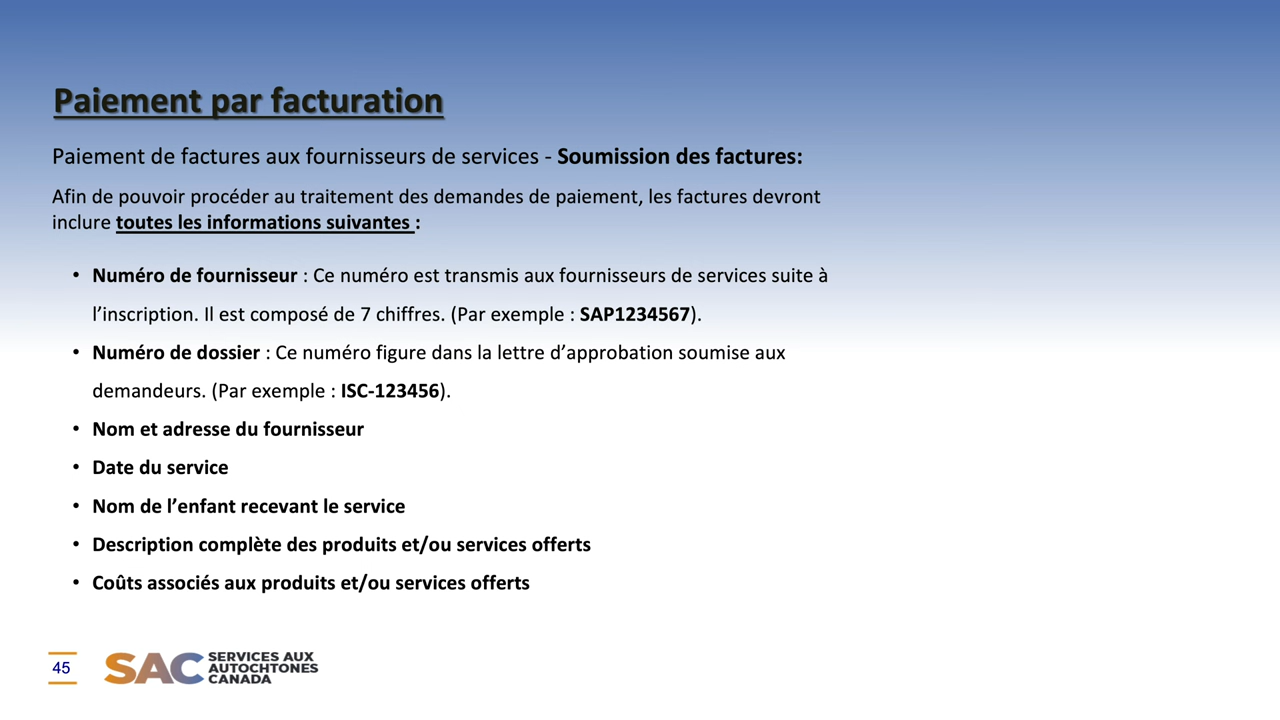 Paiement par facturation
Paiement de factures aux fournisseurs de services - Soumission des factures:
Afin de pouvoir procéder au traitement des demandes de paiement, les factures devront
inclure toutes les informations suivantes :
• Numéro de fournisseur : Ce numéro est transmis aux fournisseurs de services suite à
l’inscription. Il est composé de 7 chiffres. (Par exemple : SAP1234567).
• Numéro de dossier : Ce numéro figure dans la lettre d’approbation soumise aux
demandeurs. (Par exemple : ISC-123456).
• Nom et adresse du fournisseur
• Date du service
• Nom de l’enfant recevant le service
• Description complète des produits et/ou services offerts
• Coûts associés aux produits et/ou services offerts
45
SAC
SERVICES AUX
AUTOCHTONES
CANADA